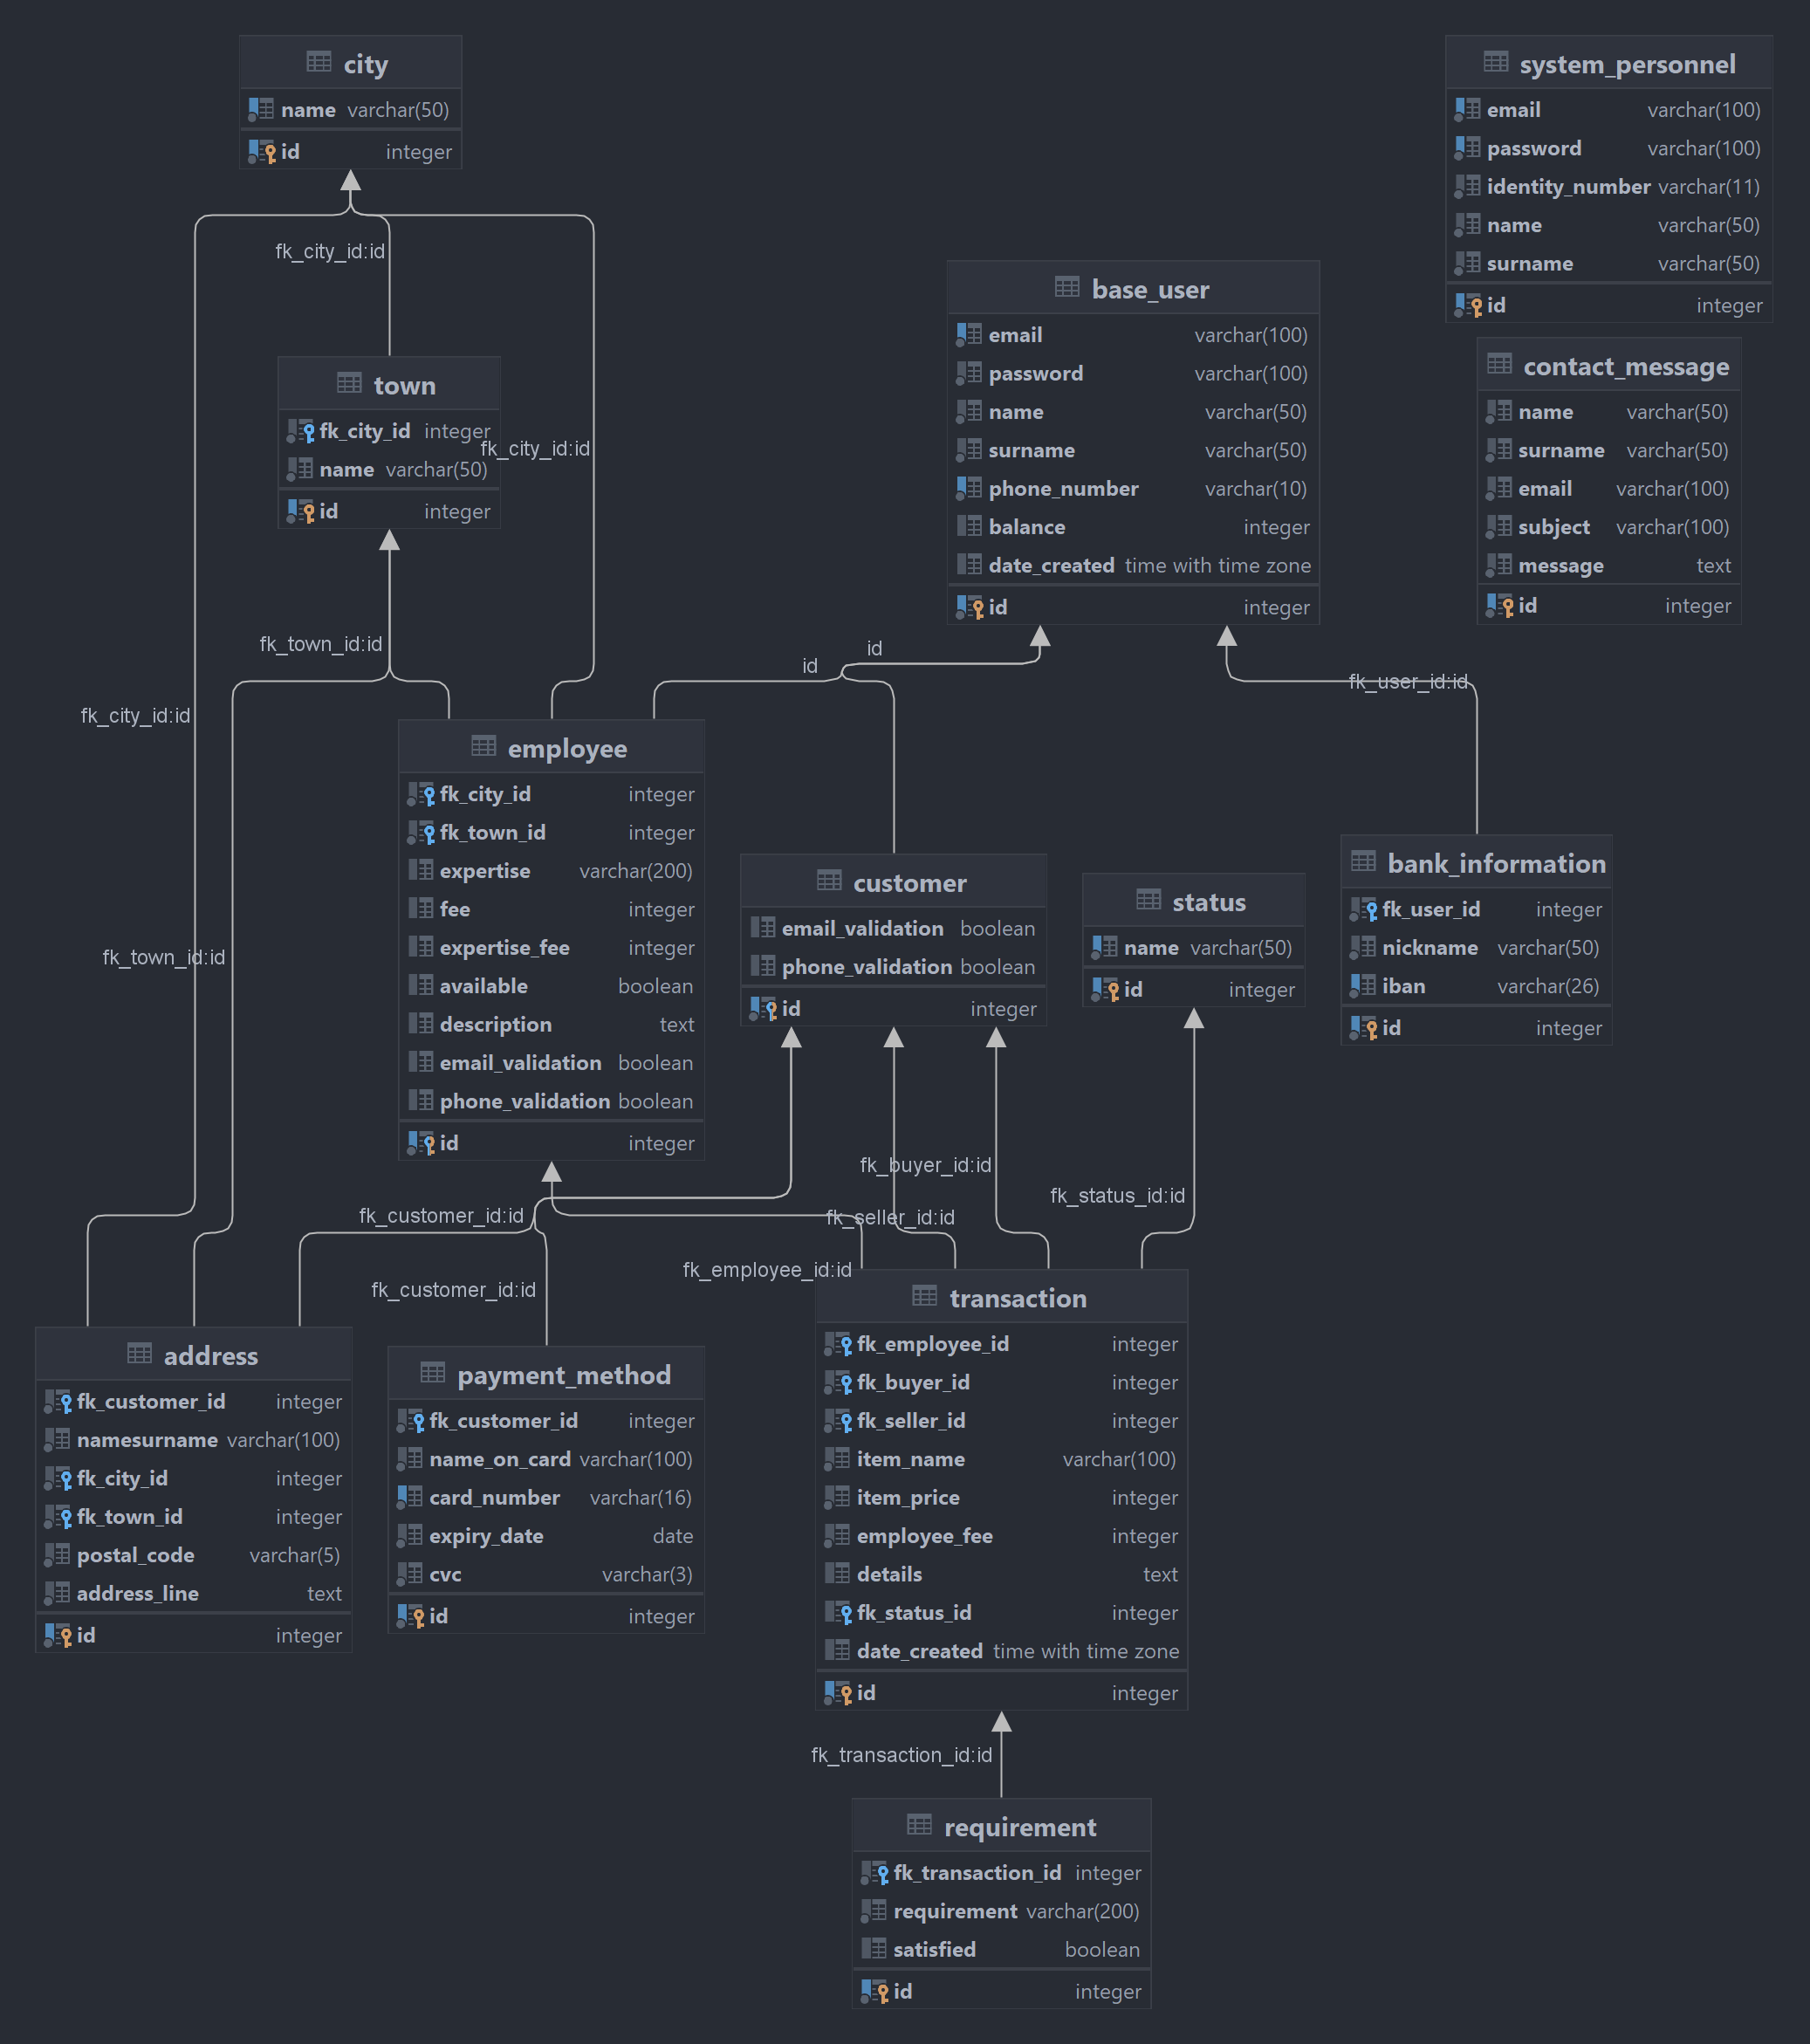 city
name varchar(50)
id integer
system_personnel
email varchar(100)
password varchar(100)
identity_number varchar(11)
name varchar(50)
surname varchar(50)
id integer
fk_city_id:id
base_user
email varchar(100)
password varchar(100)
name varchar(50)
surname varchar(50)
phone_number varchar(10)
balance integer
date_created time with time zone
id integer
contact_message
name varchar(50)
surname varchar(50)
email varchar(100)
subject varchar(100)
message text
id integer
town
fk_city_id integer
name varchar(50)
id integer
fk_city_id:id
fk_town_id:id
id
id
fk_user_id:id
fk_city_id:id
employee
fk_city_id integer
fk_town_id integer
expertise varchar(200)
fee integer
expertise_fee integer
available boolean
description text
email_validation boolean
phone_validation boolean
id integer
customer
email_validation boolean
phone_validation boolean
id integer
status
name varchar(50)
id integer
bank_information
fk_user_id integer
nickname varchar(50)
iban varchar(26)
id integer
fk_town_id:id
fk_buyer_id:id
fk_status_id:id
fk_customer_id:id
fk_seller_id:id
fk_employee_id:id
fk_customer_id:id
address
fk_customer_id integer
namesurname varchar(100)
fk_city_id integer
fk_town_id integer
postal_code varchar(5)
address_line text
id integer
payment_method
fk_customer_id integer
name_on_card varchar(100)
card_number varchar(16)
expiry_date date
cvc varchar(3)
id integer
transaction
fk_employee_id integer
fk_buyer_id integer
fk_seller_id integer
item_name varchar(100)
item_price integer
employee_fee integer
details text
fk_status_id integer
date_created time with time zone
id integer
fk_transaction_id:id
requirement
fk_transaction_id integer
requirement varchar(200)
satisfied boolean
id integer